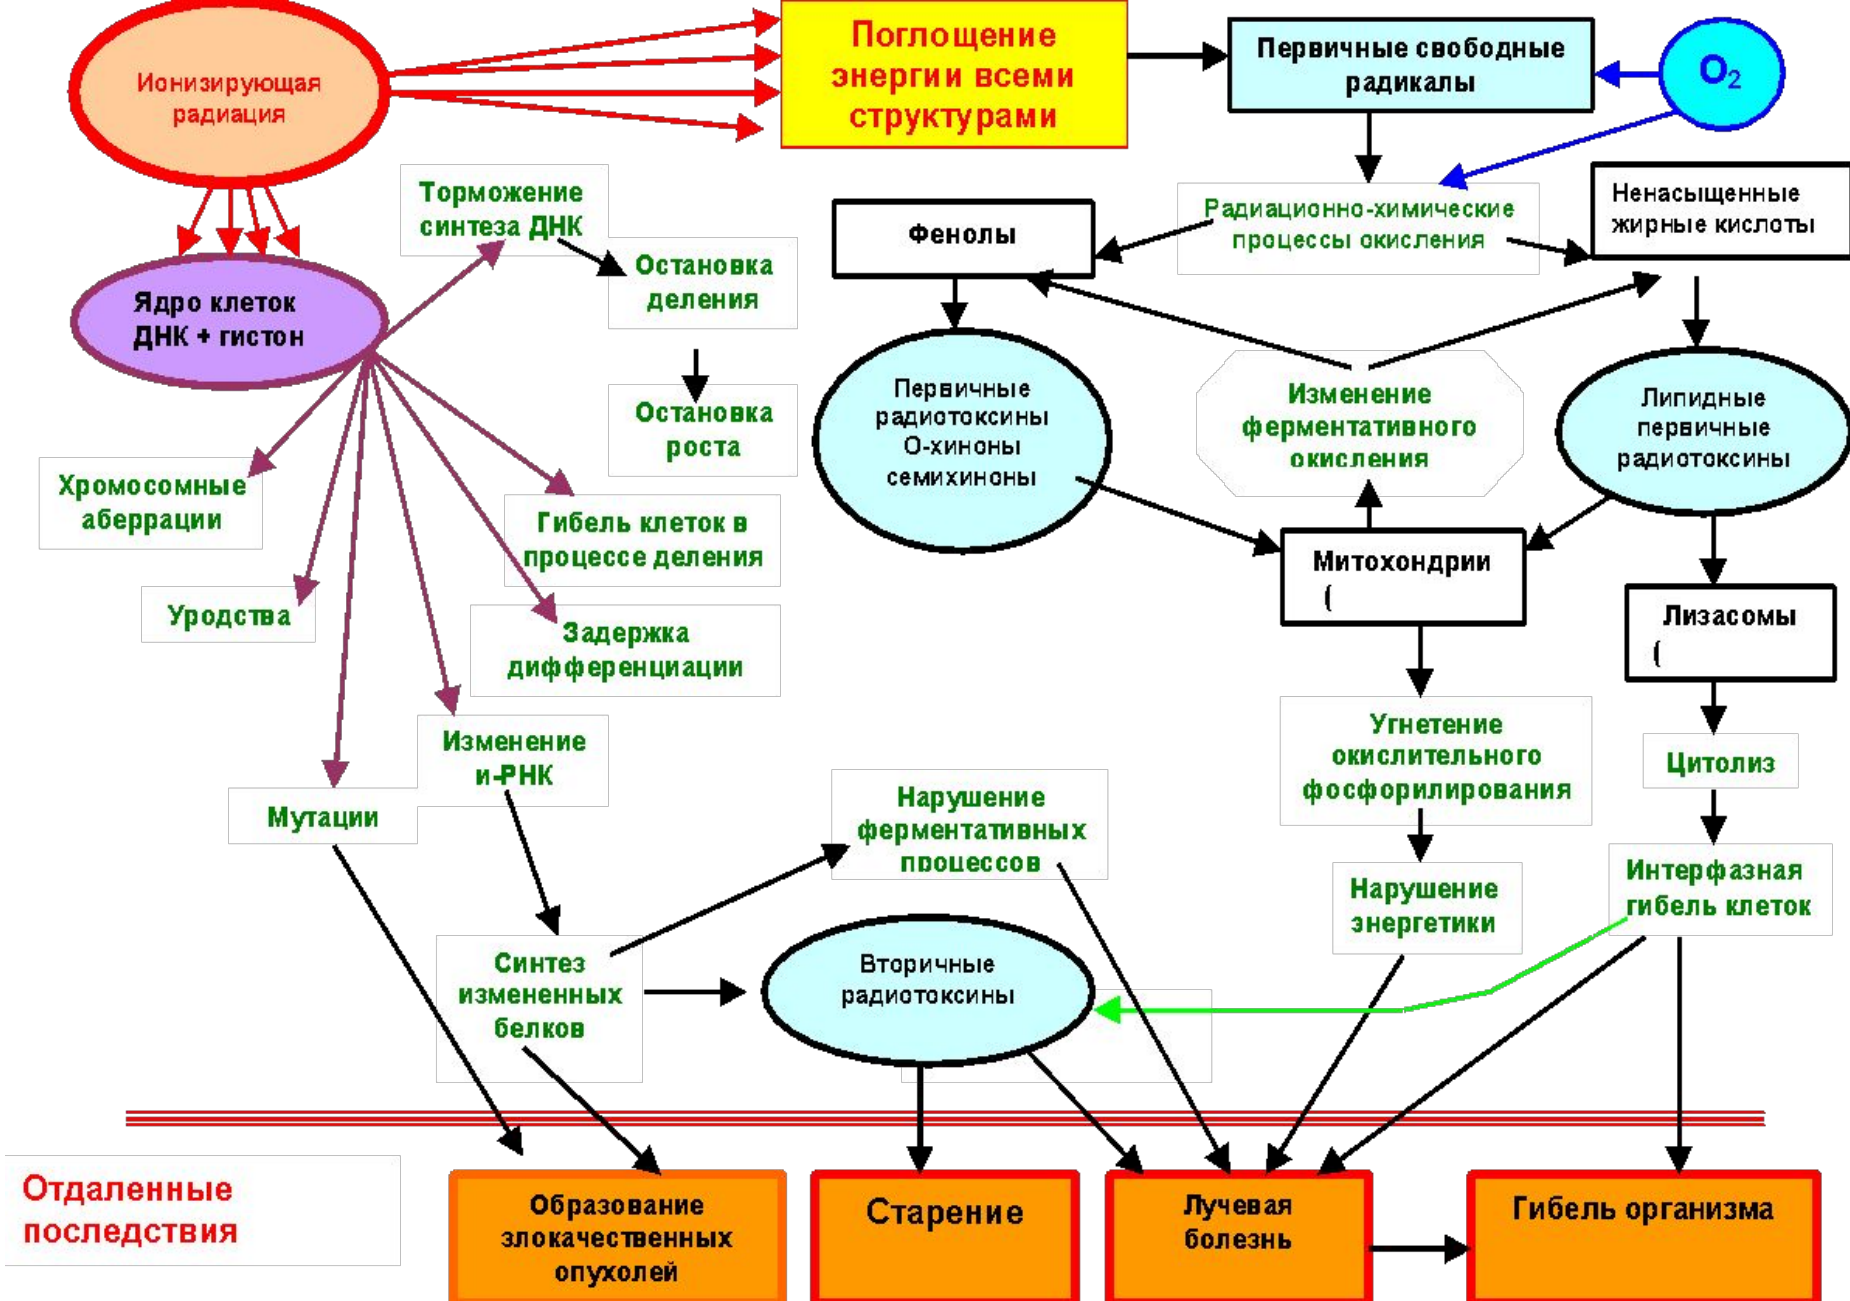 Ионизирующая
радиация
Поглощение
энергии всеми
структурами
Первичные свободные
радикалы
O2
Торможение
синтеза ДНК
Ненасыщенные
жирные кислоты
Радиационно-химические
процессы окисления
Фенолы
Остановка
деления
Ядро клеток
ДНК + гистон
Остановка
роста
Первичные
радиотоксины
О-хиноны
семихиноны
Изменение
ферментативного
окисления
Липидные
первичные
радиотоксины
Хромосомные
аберрации
Гибель клеток в
процессе деления
Митохондрии
(
Уродства
Лизасомы
(
Задержка
дифференциации
Изменение
и-РНК
Угнетение
окислительного
фосфорилирования
Цитолиз
Мутации
Нарушение
ферментативных
процессов
Нарушение
энергетики
Интерфазная
гибель клеток
Синтез
измененных
белков
Вторичные
радиотоксины
Отдаленные
последствия
Образование
злокачественных
опухолей
Старение
Лучевая
болезнь
Гибель организма